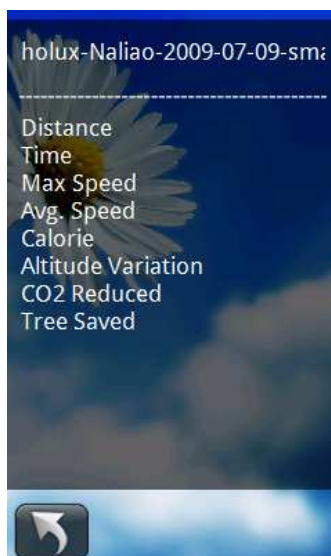 holux-Naliao-2009-07-09-sma
--------------------------------------------
Distance
Time
Max Speed
Avg. Speed
Calorie
Altitude Variation
CO2 Reduced
Tree Saved